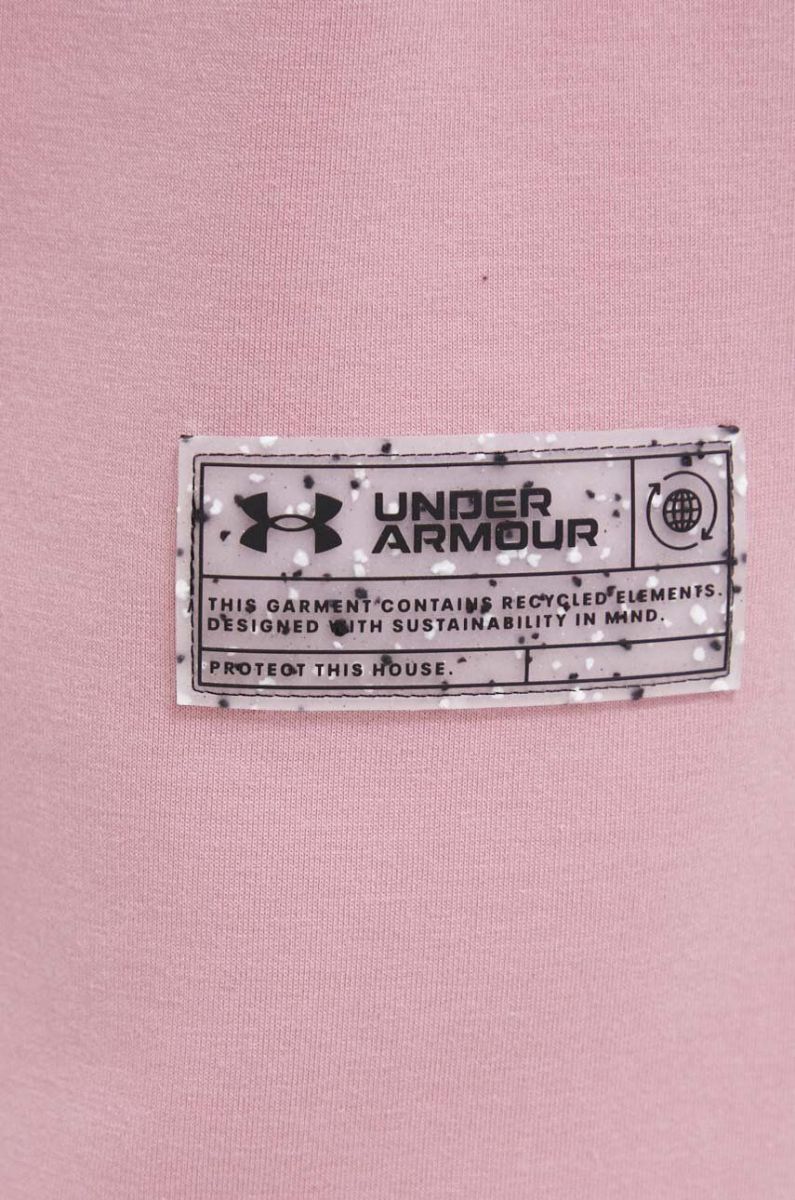 UNDER
ARMOUR
THIS GARMENT CONTAINS RECYCLED ELEMENTS.
DESIGNED WITH SUSTAINABILITY IN MIND.
PROTECT THIS HOUSE.